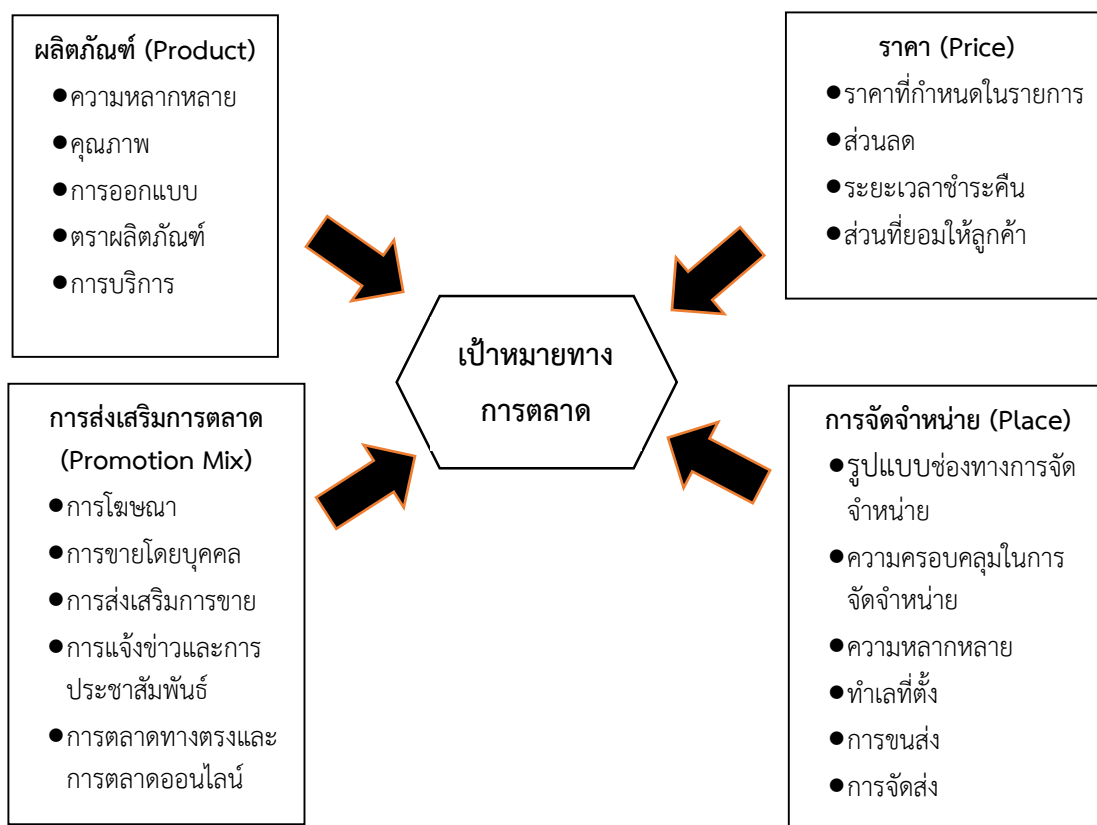 ผลิตภัณฑ์ (Product)
●ความหลากหลาย
●คุณภาพ
●การออกแบบ
●ตราผลิตภัณฑ์
●การบริการ
ราคา (Price)
●ราคาที่กำหนดในรายการ
●ส่วนลด
●ระยะเวลาชำระคืน
●ส่วนที่ยอมให้ลูกค้า
เป้าหมายทาง
การตลาด
การส่งเสริมการตลาด
(Promotion Mix)
●การโฆษณา
●การขายโดยบุคคล
●การส่งเสริมการขาย
●การแจ้งข่าวและการ
ประชาสัมพันธ์
●การตลาดทางตรงและ
การตลาดออนไลน์
การจัดจำหน่าย (Place)
●รูปแบบช่องทางการจัด
จำหน่าย
●ความครอบคลุมในการ
จัดจำหน่าย
●ความหลากหลาย
●ทำเลที่ตั้ง
●การขนส่ง
●การจัดส่ง